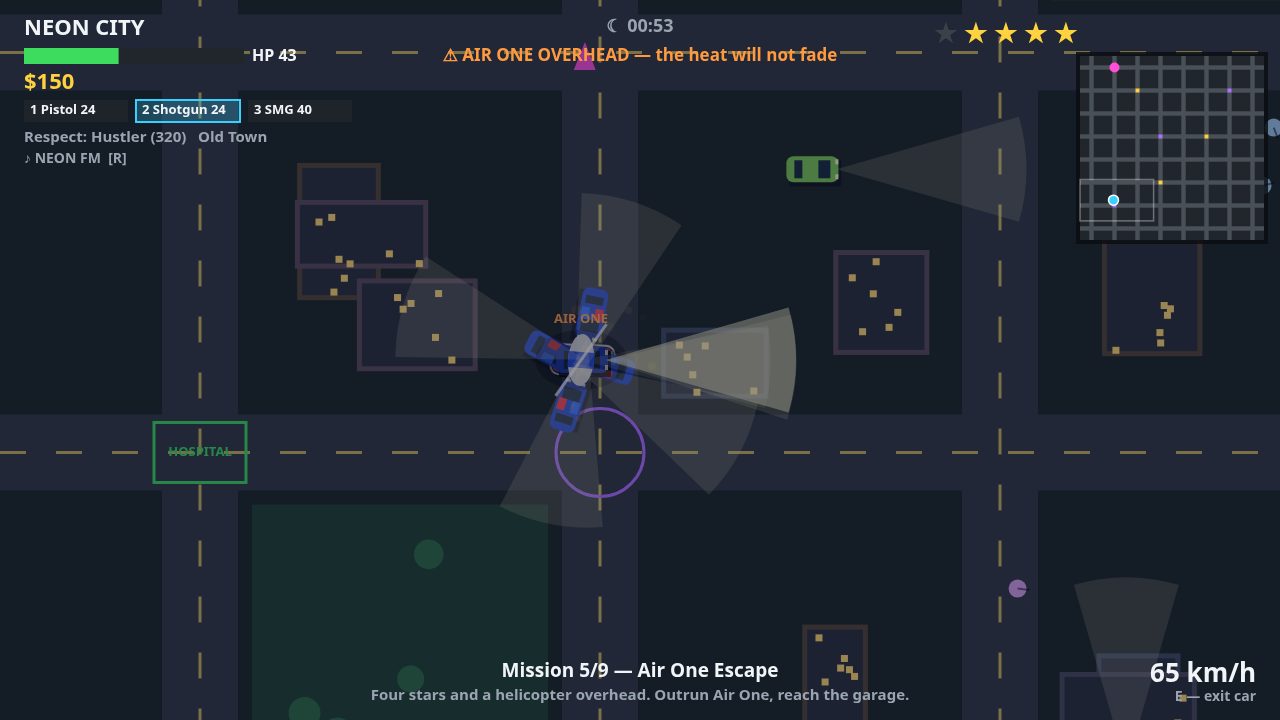 NEON CITY
HP 43
$150
1 Pistol 24
2 Shotgun 24
3 SMG 40
Respect: Hustler (320) Old Town
♪ NEON FM [R]
☾ 00:53
⚠ AIR ONE OVERHEAD — the heat will not fade
★ ★ ★ ★ ★
AIR ONE
HOSPITAL
Mission 5/9 — Air One Escape
Four stars and a helicopter overhead. Outrun Air One, reach the garage.
65 km/h
E — exit car